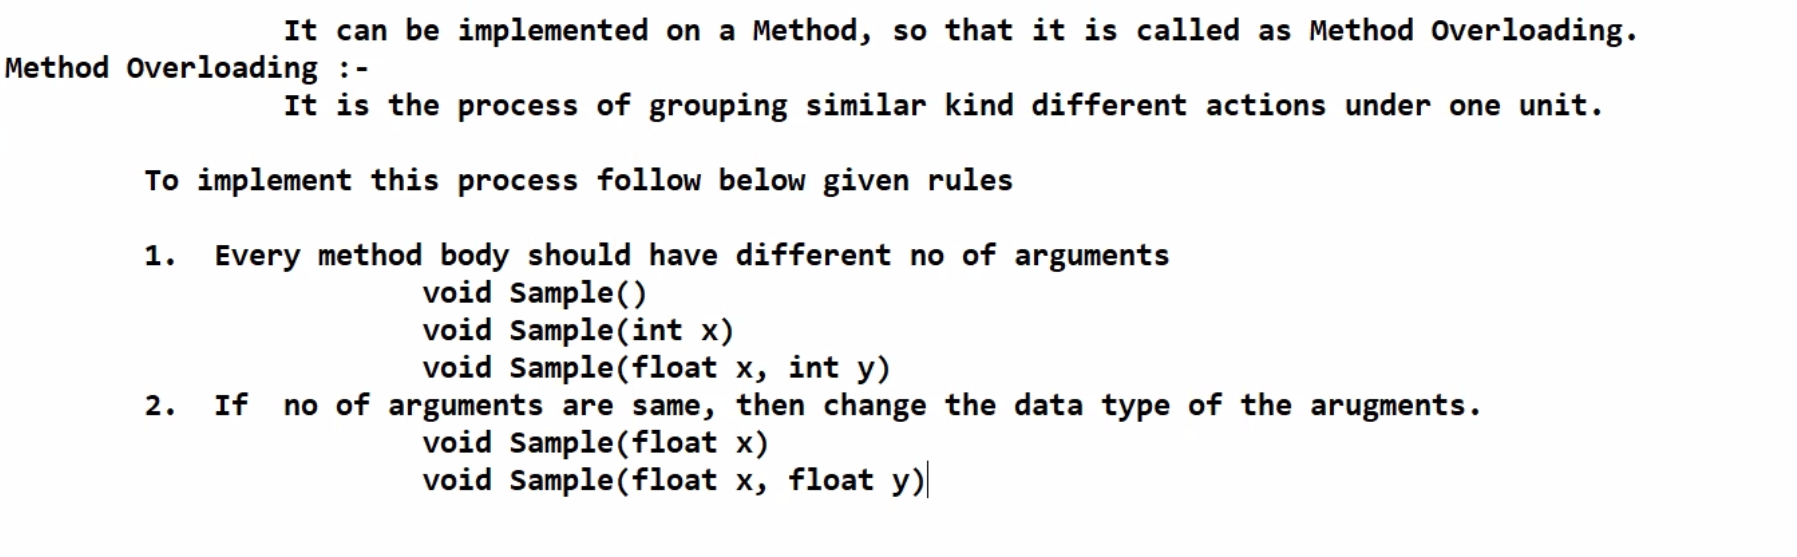 It can be implemented on a Method, so that it is called as Method Overloading.
Method Overloading :-
It is the process of grouping similar kind different actions under one unit.
To implement this process follow below given rules
1. Every method body should have different no of arguments
void Sample()
void Sample(int x)
void Sample(float x, int y)
2. If no of arguments are same, then change the data type of the arugments.
void Sample(float x)
void Sample(float x, float y)